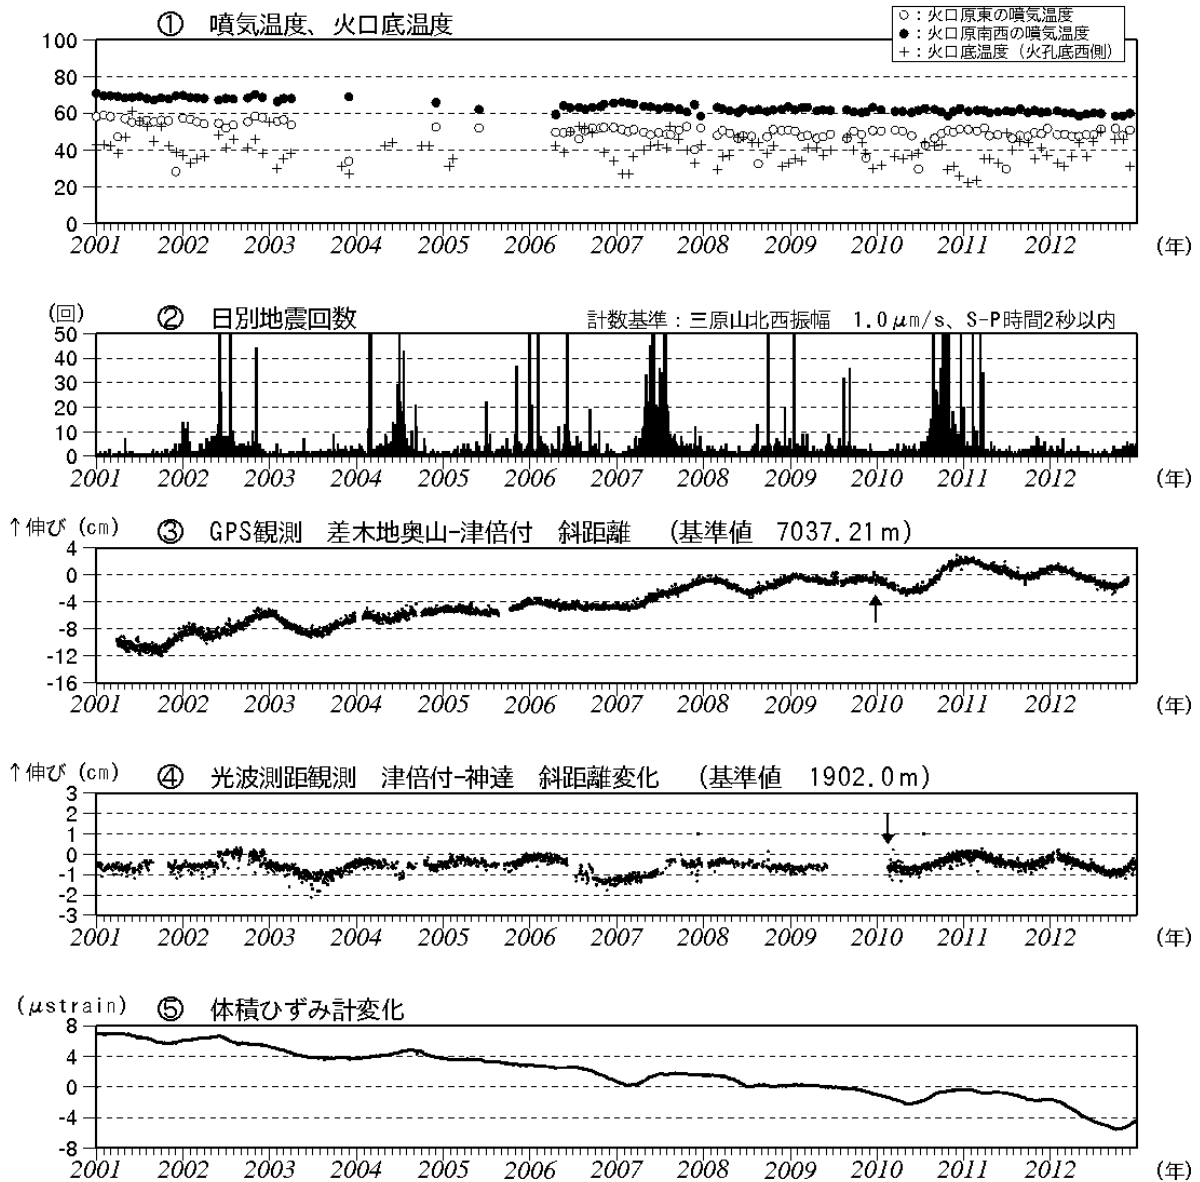 ① 噴気温度、火口底温度
○：火口原東の噴気温度
●：火口原南西の噴気温度
＋：火口底温度（火孔底西側）
100
80
60
40
20
0
2001 2002 2003 2004 2005 2006 2007 2008 2009 2010 2011 2012 (年)
(回) ② 日別地震回数 計数基準：三原山北西振幅 1.0μm/s、S-P時間2秒以内
50
40
30
20
10
0
2001 2002 2003 2004 2005 2006 2007 2008 2009 2010 2011 2012 (年)
↑伸び (cm) ③ GPS観測 差木地奥山-津倍付 斜距離 (基準値 7037.21m)
4
0
-4
-8
-12
-16
2001 2002 2003 2004 2005 2006 2007 2008 2009 2010 2011 2012 (年)
↑伸び (cm) ④ 光波測距観測 津倍付-神達 斜距離変化 (基準値 1902.0m)
3
2
1
0
-1
-2
-3
2001 2002 2003 2004 2005 2006 2007 2008 2009 2010 2011 2012 (年)
(μstrain) ⑤ 体積ひずみ計変化
8
4
0
-4
-8
2001 2002 2003 2004 2005 2006 2007 2008 2009 2010 2011 2012 (年)